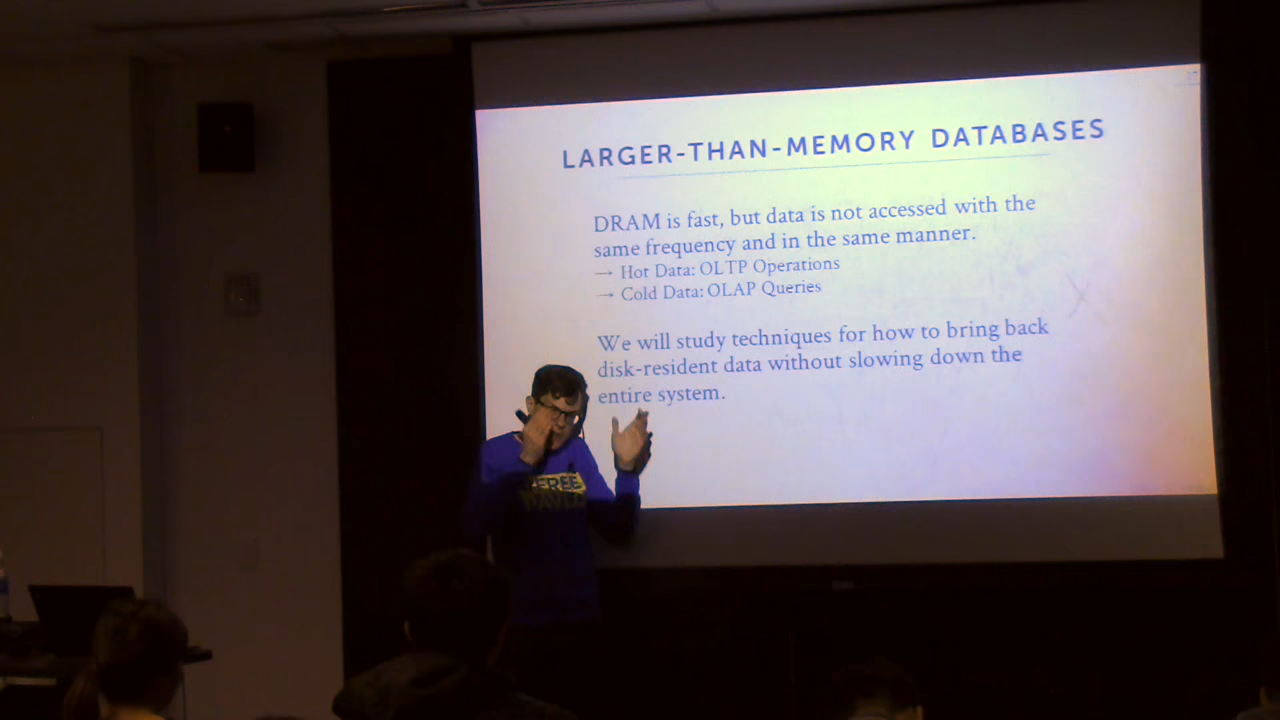 LARGER-THAN-MEMORY DATABASES
DRAM is fast, but data is not accessed with the
same frequency and in the same manner.
→ Hot Data: OLTP Operations
→ Cold Data: OLAP Queries
We will study techniques for how to bring back
disk-resident data without slowing down the
entire system.
FREE